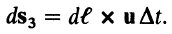 ds₃ = dℓ × u Δt.